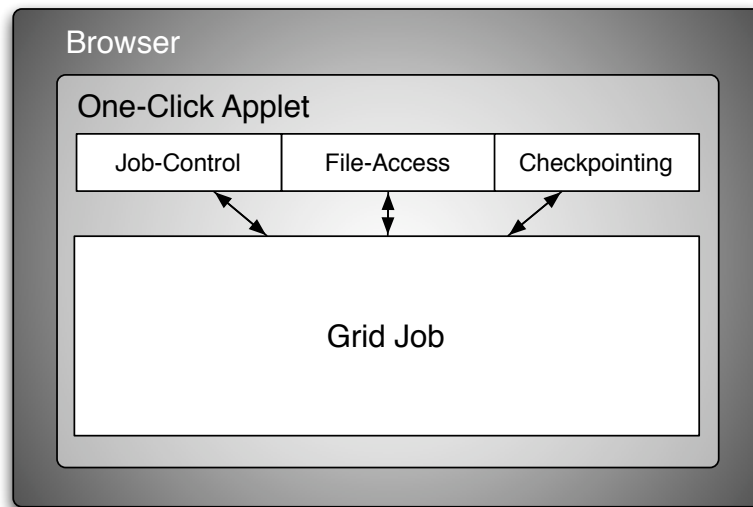 Browser
One-Click Applet
Job-Control File-Access Checkpointing
Grid Job